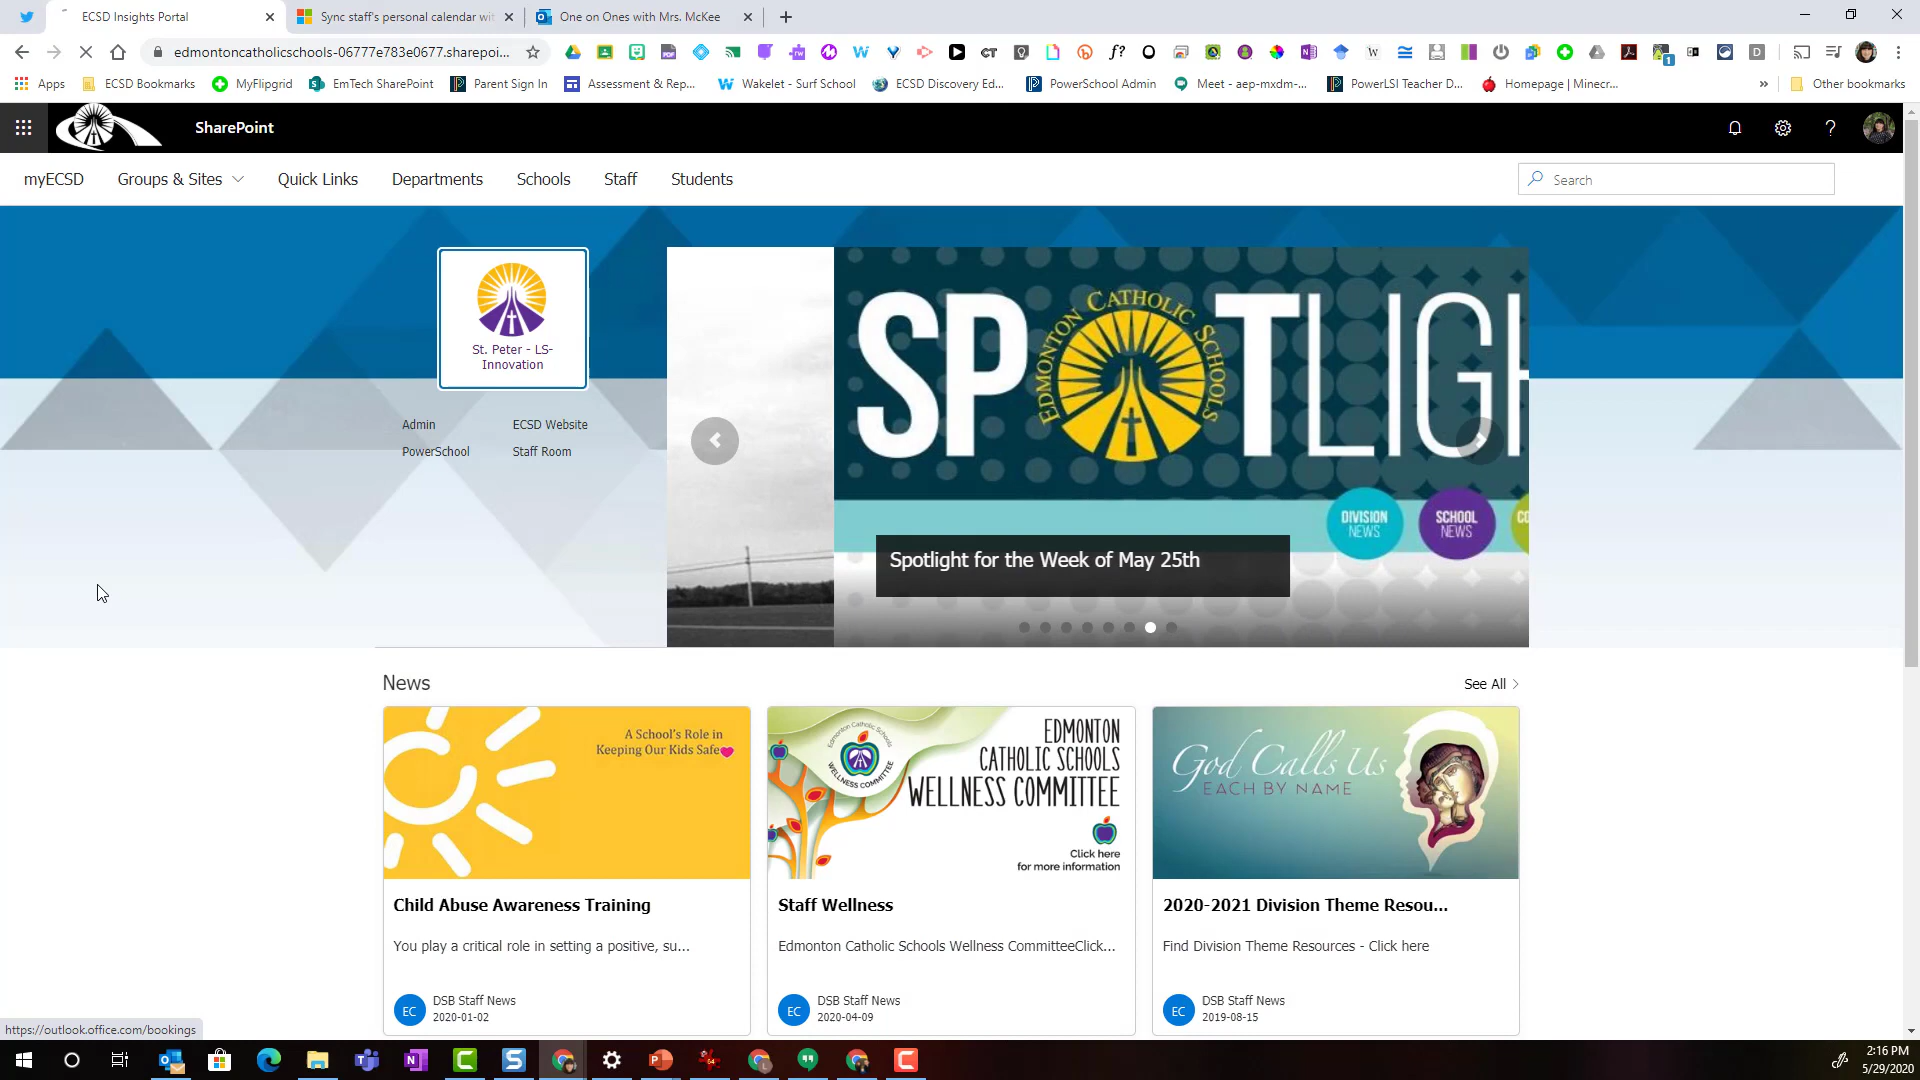 ECSD Insights Portal
Sync staff's personal calendar wit
One on Ones with Mrs. McKee
edmontoncatholicschools-06777e783e0677.sharepoi...
Apps
ECSD Bookmarks
MyFlipgrid
EmTech SharePoint
Parent Sign In
Assessment & Rep...
Wakelet - Surf School
ECSD Discovery Ed...
PowerSchool Admin
Meet - aep-mxdm-...
PowerLSI Teacher D...
Homepage | Minecr...
»
Other bookmarks
SharePoint
myECSD
Groups & Sites
Quick Links
Departments
Schools
Staff
Students
Search
St. Peter - LS-
Innovation
Admin
ECSD Website
PowerSchool
Staff Room
SP TLIGH
EDMONTON CATHOLIC SCHOOLS
DIVISION
NEWS
SCHOOL
NEWS
CO
Spotlight for the Week of May 25th
News
See All
A School's Role in
Keeping Our Kids Safe
Edmonton Catholic Schools
WELLNESS COMMITTEE
EDMONTON
CATHOLIC SCHOOLS
WELLNESS COMMITTEE
Click here
for more information
God Calls Us
EACH BY NAME
Child Abuse Awareness Training
You play a critical role in setting a positive, su...
EC
DSB Staff News
2020-01-02
Staff Wellness
Edmonton Catholic Schools Wellness CommitteeClick...
EC
DSB Staff News
2020-04-09
2020-2021 Division Theme Resou...
Find Division Theme Resources - Click here
EC
DSB Staff News
2019-08-15
https://outlook.office.com/bookings
2:16 PM
5/29/2020